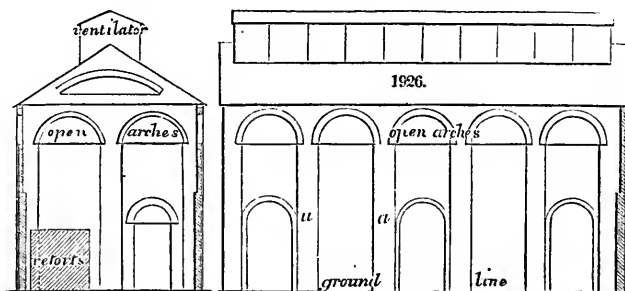 ventilator
1926.
open arches
open arches
u a
retorts
ground line